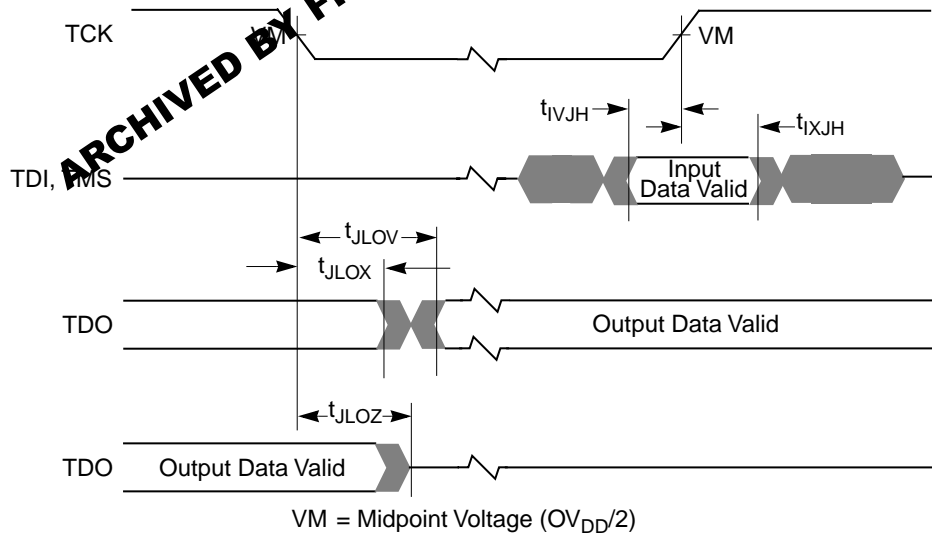 TCK
VM
VM
t_IVJH
t_IXJH
TDI, TMS
Input
Data Valid
t_JLOV
t_JLOX
TDO
Output Data Valid
t_JLOZ
TDO
Output Data Valid
VM = Midpoint Voltage (OV_DD/2)
ARCHIVED BY